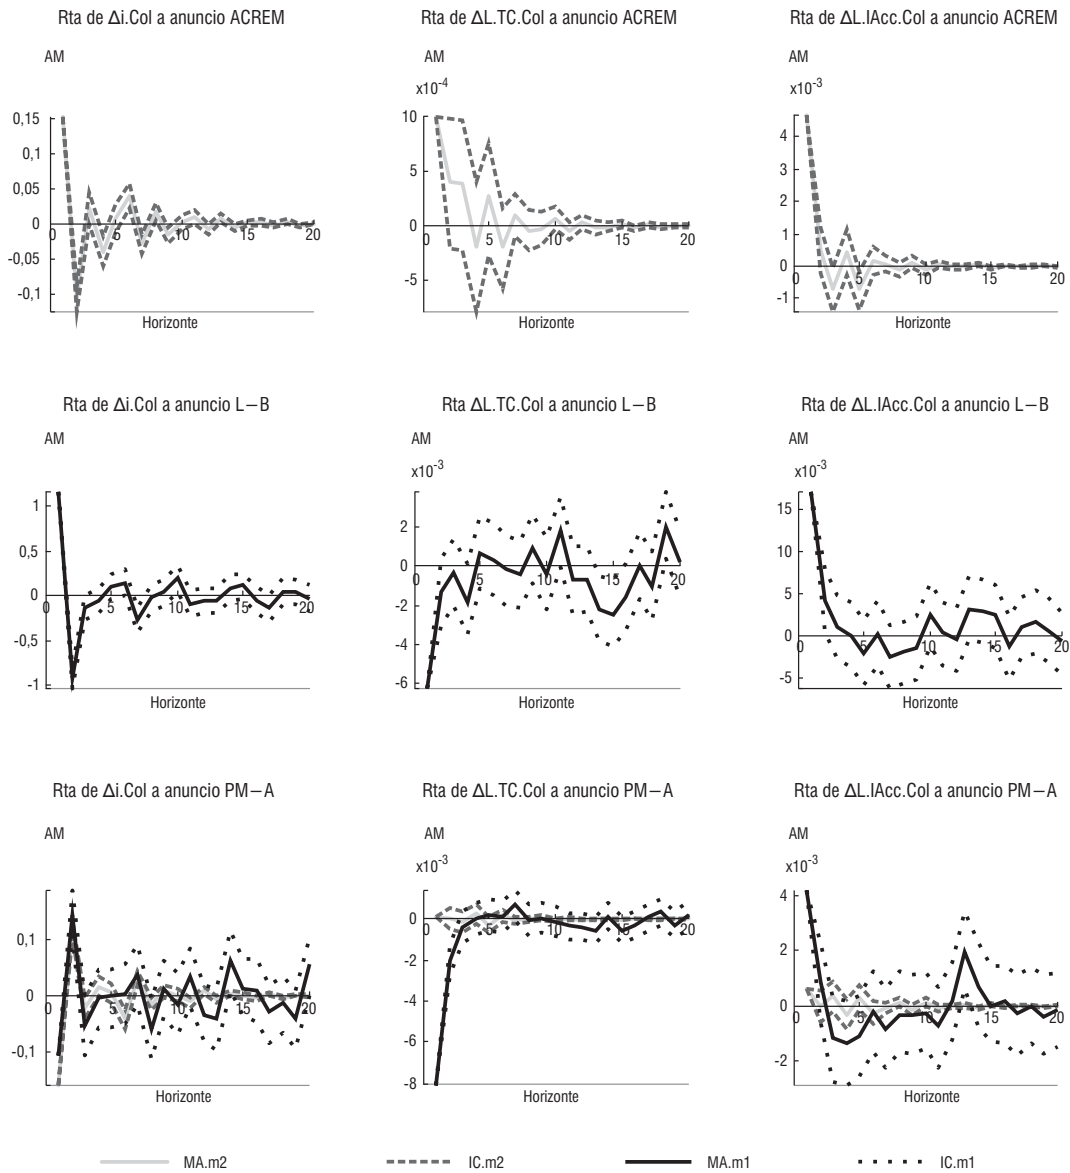 Rta de Δi.Col a anuncio ACREM
AM
0,15
0,1
0,05
0
-0,05
-0,1
0 5 10 15 20
Horizonte
Rta de ΔL.TC.Col a anuncio ACREM
AM
x10-4
10
5
0
-5
0 5 10 15 20
Horizonte
Rta de ΔL.IAcc.Col a anuncio ACREM
AM
x10-3
4
3
2
1
0
-1
0 5 10 15 20
Horizonte
Rta de Δi.Col a anuncio L–B
AM
1
0,5
0
-0,5
-1
0 5 10 15 20
Horizonte
Rta ΔL.TC.Col a anuncio L–B
AM
x10-3
2
0
-2
-4
-6
0 5 10 15 20
Horizonte
Rta de ΔL.IAcc.Col a anuncio L–B
AM
x10-3
15
10
5
0
-5
0 5 10 15 20
Horizonte
Rta de Δi.Col a anuncio PM–A
AM
0,1
0
-0,1
0 5 10 15 20
Horizonte
Rta de ΔL.TC.Col a anuncio PM–A
AM
x10-3
0
-2
-4
-6
-8
0 5 10 15 20
Horizonte
Rta de ΔL.IAcc.Col a anuncio PM–A
AM
x10-3
4
2
0
-2
0 5 10 15 20
Horizonte
MA.m2 IC.m2 MA.m1 IC.m1